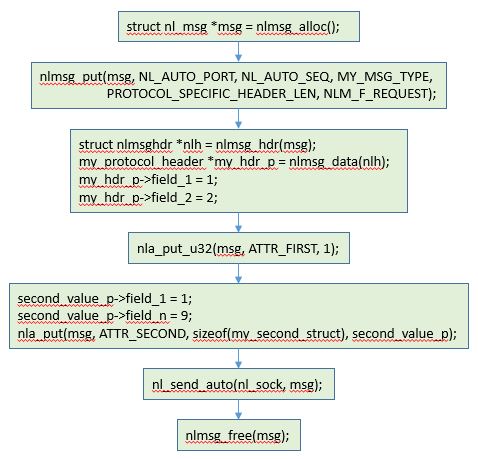 struct nl_msg *msg = nlmsg_alloc();
nlmsg_put(msg, NL_AUTO_PORT, NL_AUTO_SEQ, MY_MSG_TYPE,
PROTOCOL_SPECIFIC_HEADER_LEN, NLM_F_REQUEST);
struct nlmsghdr *nlh = nlmsg_hdr(msg);
my_protocol_header *my_hdr_p = nlmsg_data(nlh);
my_hdr_p->field_1 = 1;
my_hdr_p->field_2 = 2;
nla_put_u32(msg, ATTR_FIRST, 1);
second_value_p->field_1 = 1;
second_value_p->field_n = 9;
nla_put(msg, ATTR_SECOND, sizeof(my_second_struct), second_value_p);
nl_send_auto(nl_sock, msg);
nlmsg_free(msg);